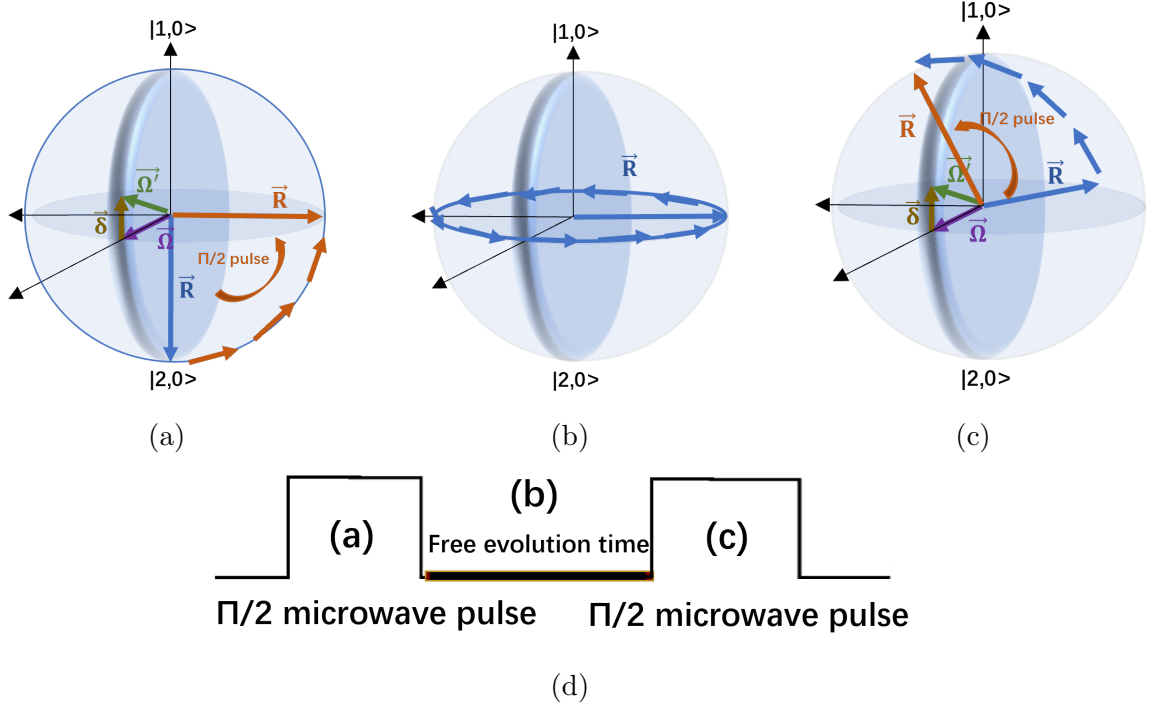 |1,0>
Ω⃗′
R⃗
δ⃗
Ω⃗
Π/2 pulse
R⃗
|2,0>
(a)
|1,0>
R⃗
|2,0>
(b)
|1,0>
Π/2 pulse
R⃗
Ω⃗′
R⃗
δ⃗
Ω⃗
|2,0>
(c)
(b)
(a)
(c)
Free evolution time
Π/2 microwave pulse
Π/2 microwave pulse
(d)